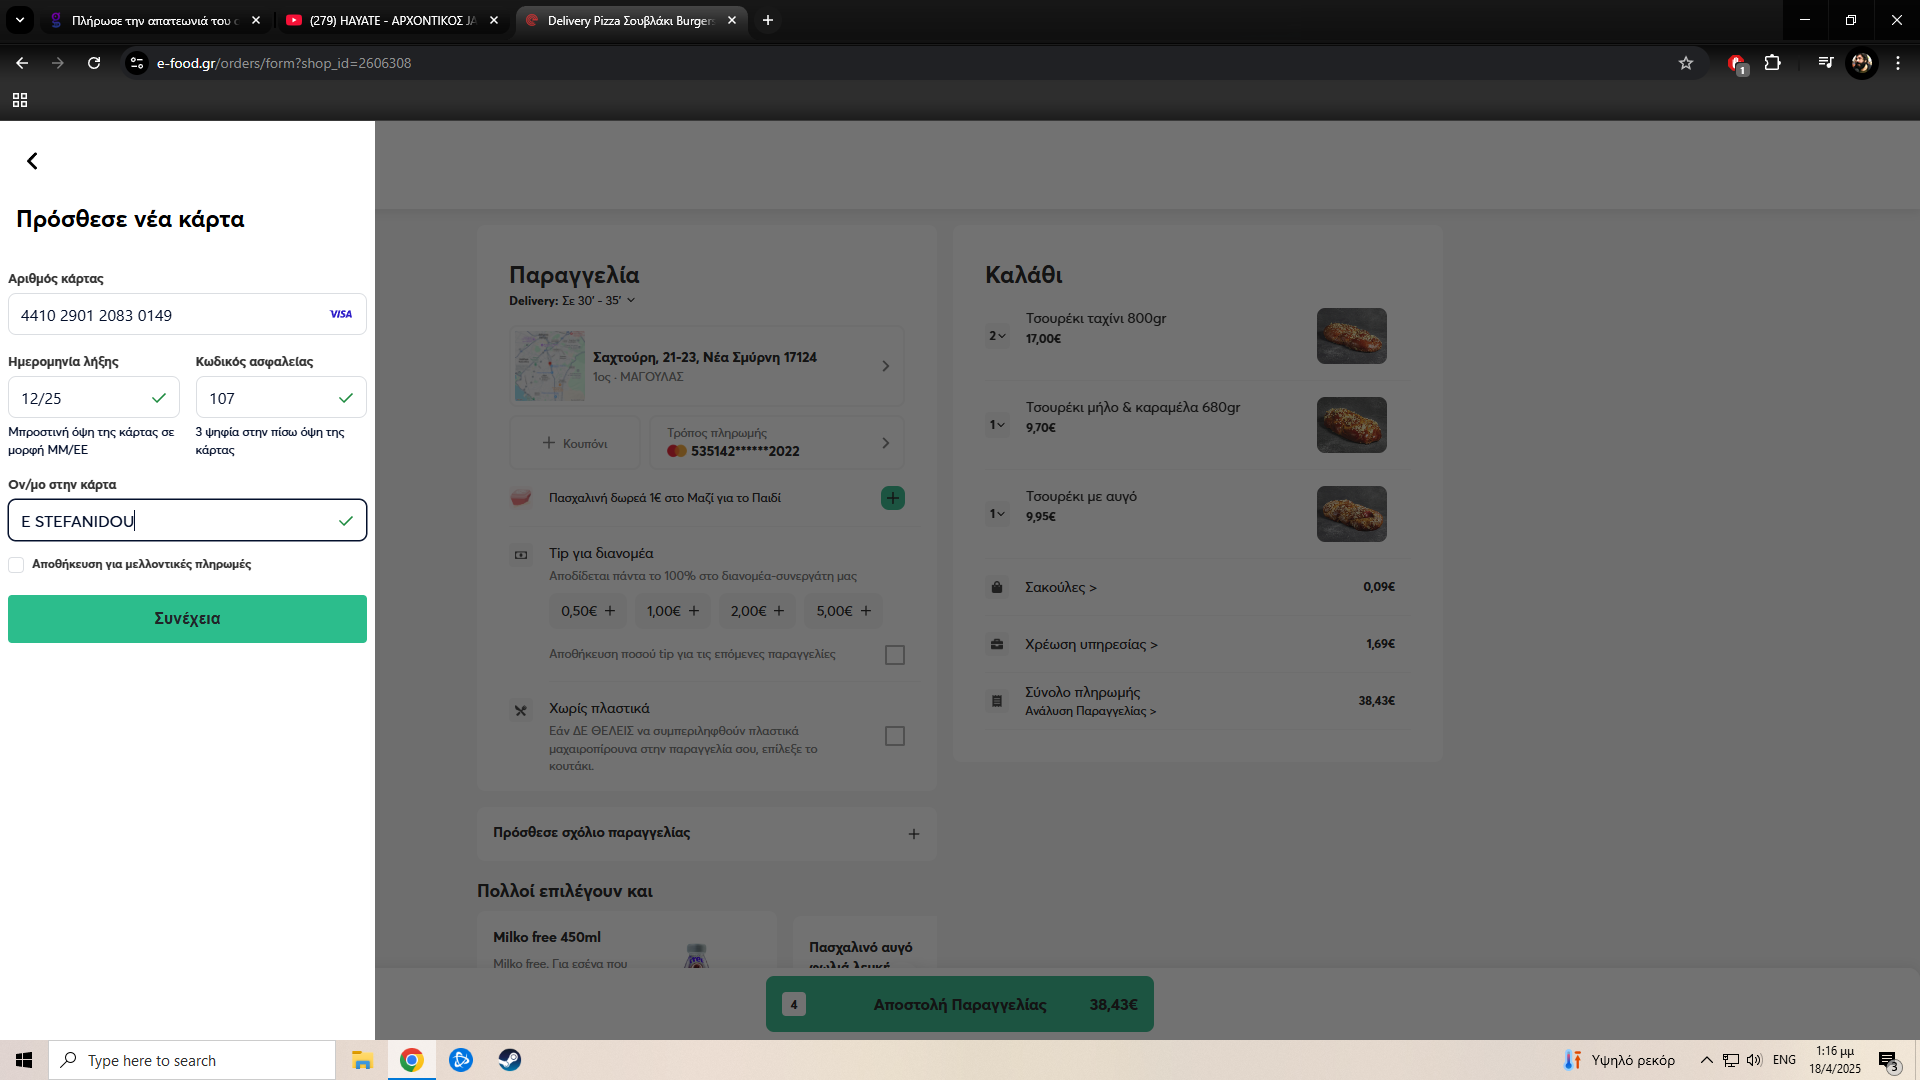 Πλήρωσε την απατεωνιά του σ
(279) HAYATE - ΑΡΧΟΝΤΙΚΟΣ JA
Delivery Pizza Σουβλάκι Burgers
e-food.gr/orders/form?shop_id=2606308
1
Πρόσθεσε νέα κάρτα
Αριθμός κάρτας
4410 2901 2083 0149
VISA
Ημερομηνία λήξης
Κωδικός ασφαλείας
12/25
107
Μπροστινή όψη της κάρτας σε
μορφή ΜΜ/ΕΕ
3 ψηφία στην πίσω όψη της
κάρτας
Ον/μο στην κάρτα
E STEFANIDOU
Αποθήκευση για μελλοντικές πληρωμές
Συνέχεια
Παραγγελία
Delivery: Σε 30' - 35'
Σαχτούρη, 21-23, Νέα Σμύρνη 17124
1ος · ΜΑΓΟΥΛΑΣ
Κουπόνι
Τρόπος πληρωμής
535142******2022
Πασχαλινή δωρεά 1€ στο Μαζί για το Παιδί
Tip για διανομέα
Αποδίδεται πάντα το 100% στο διανομέα-συνεργάτη μας
0,50€ +
1,00€ +
2,00€ +
5,00€ +
Αποθήκευση ποσού tip για τις επόμενες παραγγελίες
Χωρίς πλαστικά
Εάν ΔΕ ΘΕΛΕΙΣ να συμπεριληφθούν πλαστικά
μαχαιροπίρουνα στην παραγγελία σου, επίλεξε το
κουτάκι.
Πρόσθεσε σχόλιο παραγγελίας
Πολλοί επιλέγουν και
Milko free 450ml
Milko free. Για εσένα που
Πασχαλινό αυγό
φωλιά λευκή
Καλάθι
2
Τσουρέκι ταχίνι 800gr
17,00€
1
Τσουρέκι μήλο & καραμέλα 680gr
9,70€
1
Τσουρέκι με αυγό
9,95€
Σακούλες >
0,09€
Χρέωση υπηρεσίας >
1,69€
Σύνολο πληρωμής
Ανάλυση Παραγγελίας >
38,43€
4
Αποστολή Παραγγελίας
38,43€
Type here to search
Υψηλό ρεκόρ
ENG
1:16 μμ
18/4/2025
3